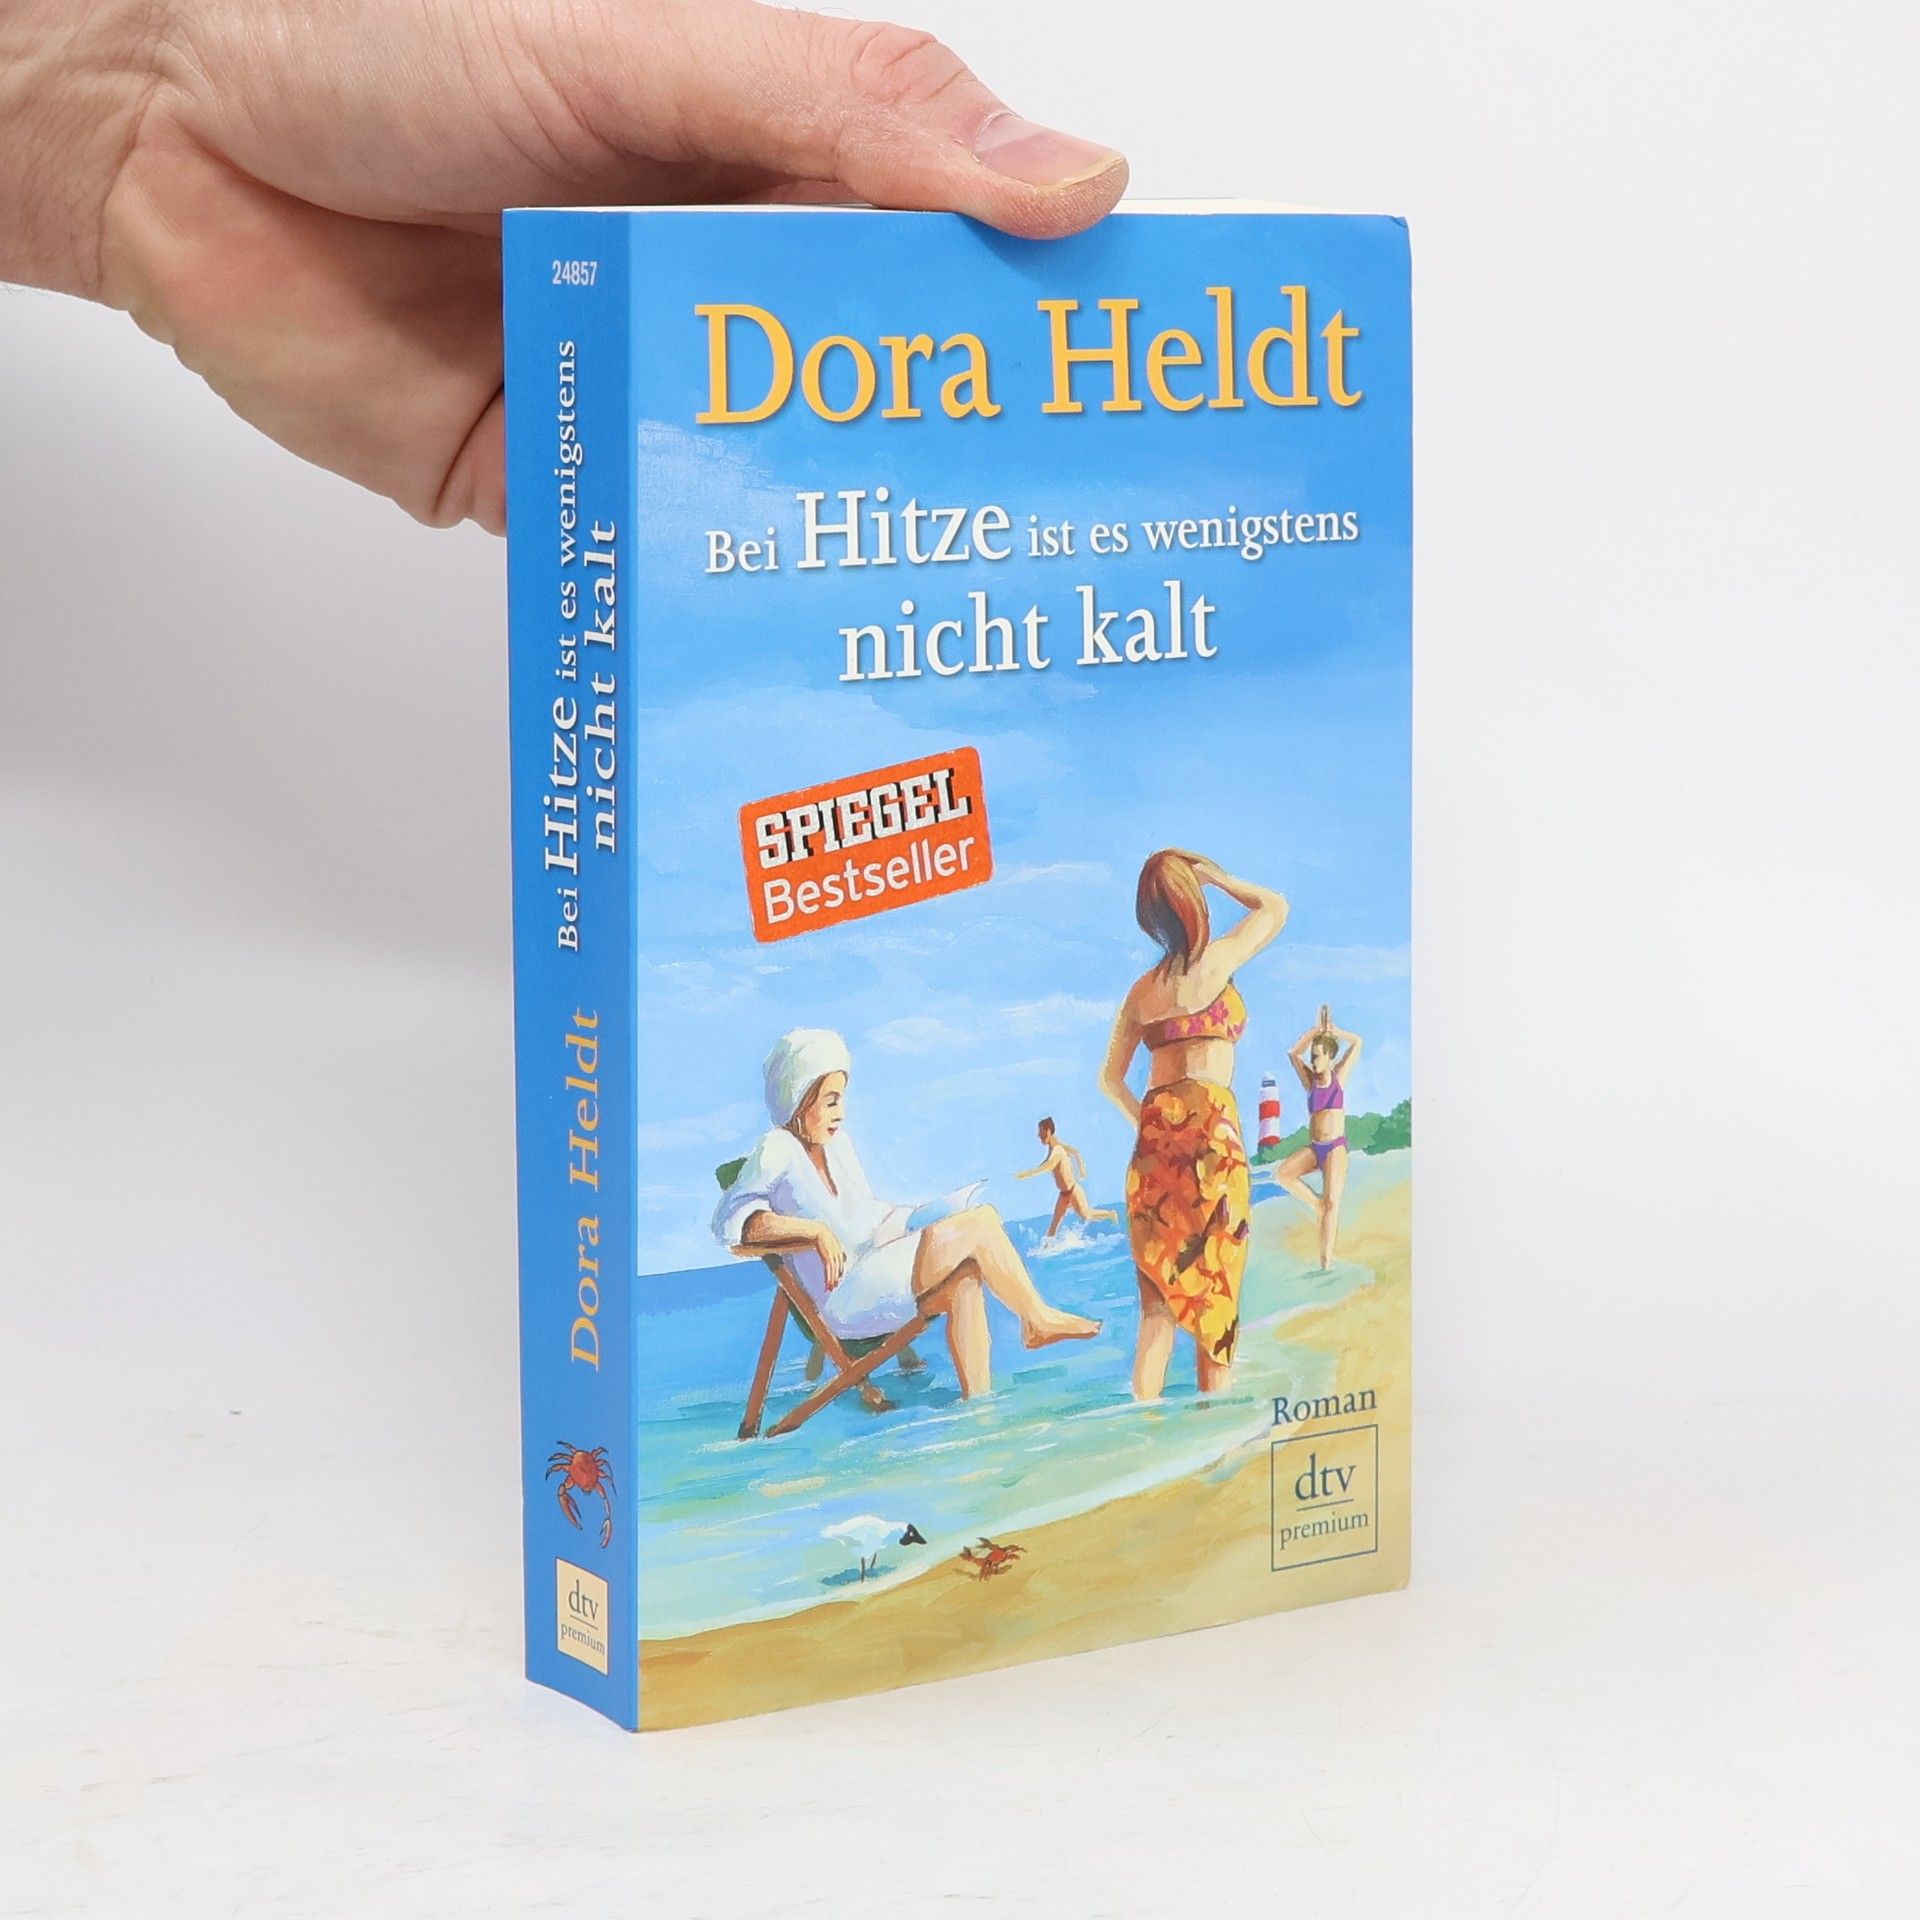 24857
Bei Hitze ist es wenigstens
nicht kalt
Dora Heldt
dtv
premium
Dora Heldt
Bei Hitze ist es wenigstens
nicht kalt
SPIEGEL
Bestseller
Roman
dtv
premium